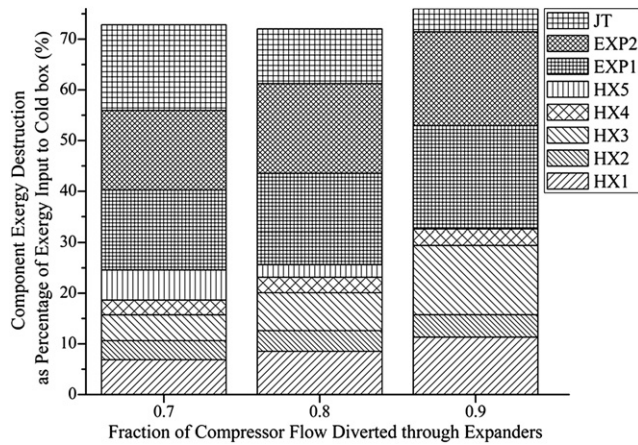 Component Exergy Destruction
as Percentage of Exergy Input to Cold box (%)
70
60
50
40
30
20
10
0
0.7 0.8 0.9
Fraction of Compressor Flow Diverted through Expanders
JT
EXP2
EXP1
HX5
HX4
HX3
HX2
HX1